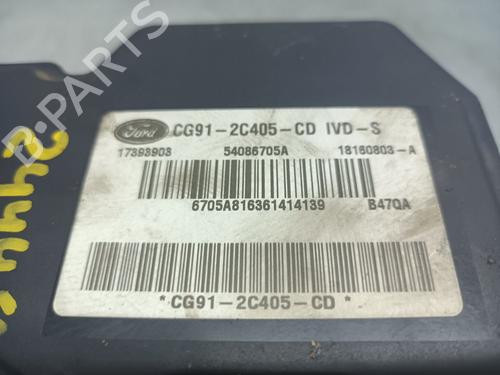 B-PARTS
Ford CG91-2C405-CD IVD-S
17393903 54086705A 18160803-A
6705A816361414139 B47QA
*CG91-2C405-CD*